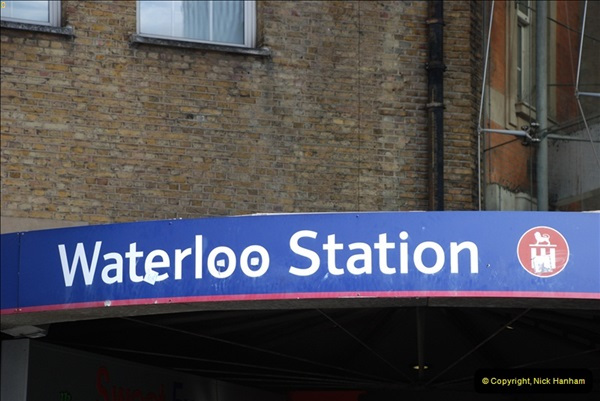 Waterloo Station
© Copyright, Nick Hanham